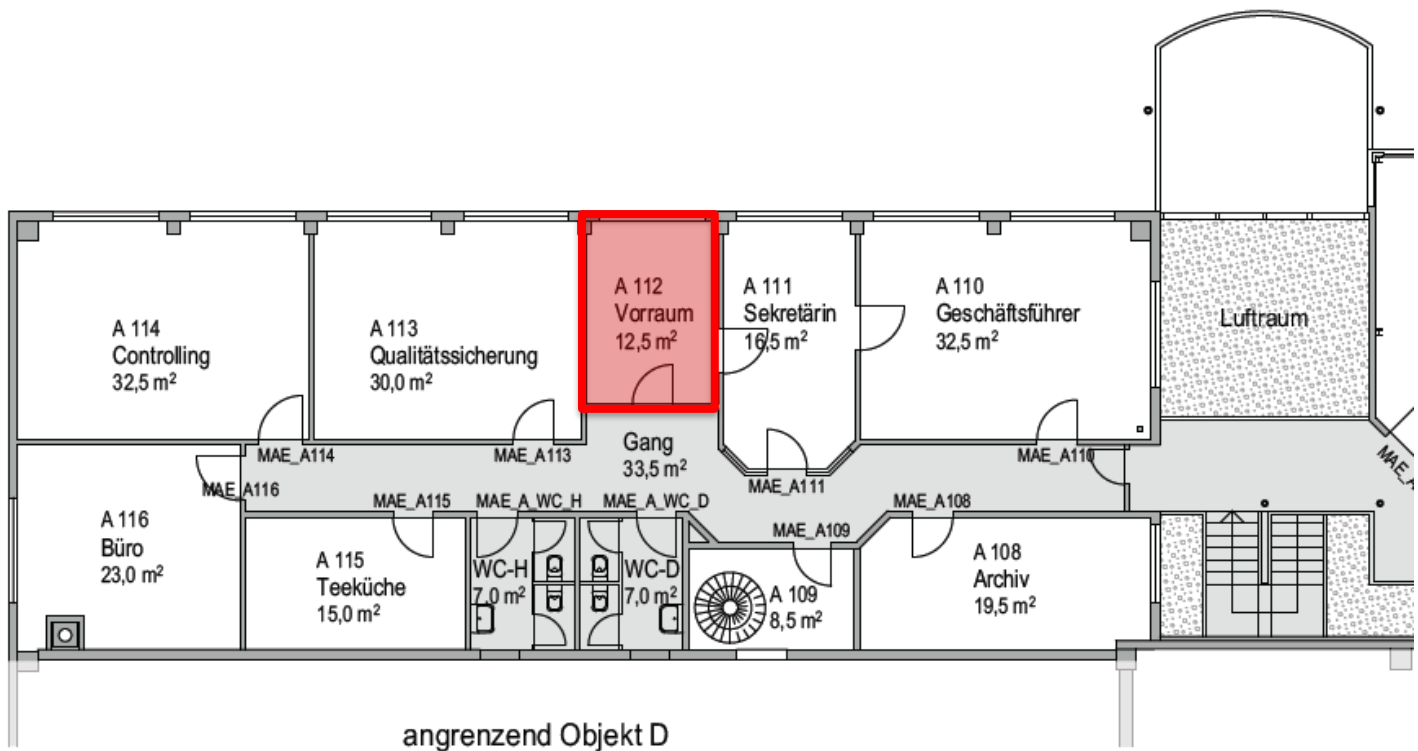 A 112
Vorraum
12,5 m²
A 111
Sekretärin
16,5 m²
A 110
Geschäftsführer
32,5 m²
Luftraum
A 114
Controlling
32,5 m²
A 113
Qualitätssicherung
30,0 m²
Gang
33,5 m²
MAE_A114
MAE_A113
MAE_A110
MAE_A
MAE_A116
MAE_A111
MAE_A115
MAE_A_WC_H
MAE_A_WC_D
MAE_A108
MAE_A109
A 116
Büro
23,0 m²
A 115
Teeküche
15,0 m²
WC-H
7,0 m²
WC-D
7,0 m²
A 109
8,5 m²
A 108
Archiv
19,5 m²
angrenzend Objekt D